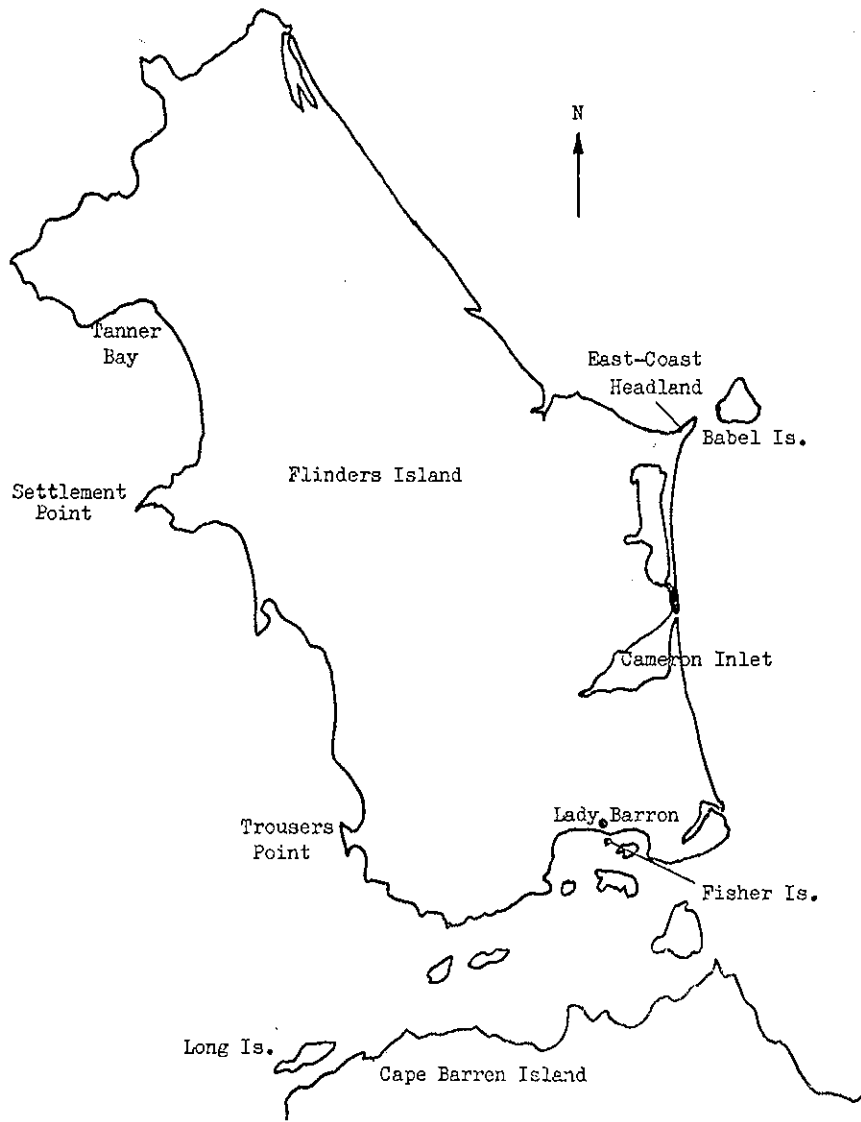 N
Tanner
Bay
East-Coast
Headland
Babel Is.
Flinders Island
Settlement
Point
Cameron Inlet
Lady Barron
Trousers
Point
Fisher Is.
Long Is.
Cape Barren Island